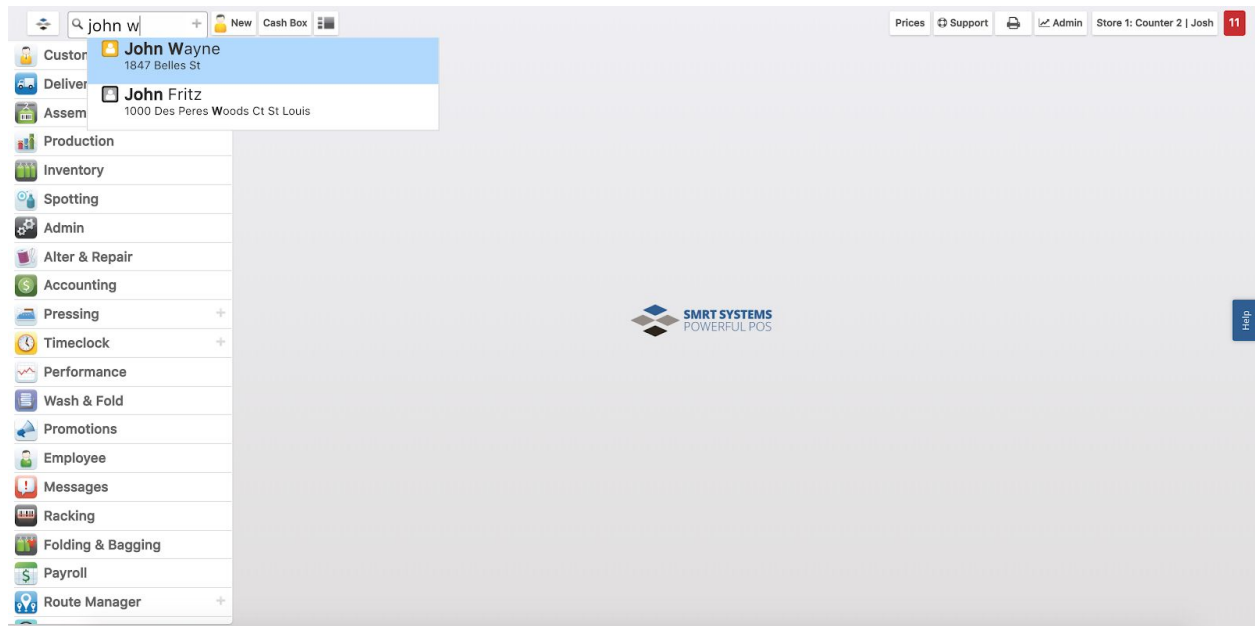 john w
+
New
Cash Box
Prices
Support
Admin
Store 1: Counter 2 | Josh
11
John Wayne
1847 Belles St
John Fritz
1000 Des Peres Woods Ct St Louis
Custor
Deliver
Assem
Production
Inventory
Spotting
Admin
Alter & Repair
Accounting
Pressing +
Timeclock +
Performance
Wash & Fold
Promotions
Employee
Messages
Racking
Folding & Bagging
Payroll
Route Manager +
SMRT SYSTEMS
POWERFUL POS
Help